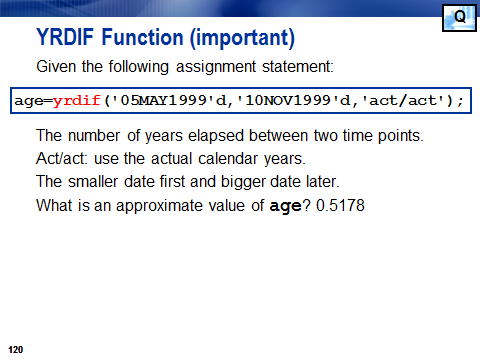 Q
YRDIF Function (important)
Given the following assignment statement:
age=yrdif('05MAY1999'd,'10NOV1999'd,'act/act');
The number of years elapsed between two time points.
Act/act: use the actual calendar years.
The smaller date first and bigger date later.
What is an approximate value of age? 0.5178
120